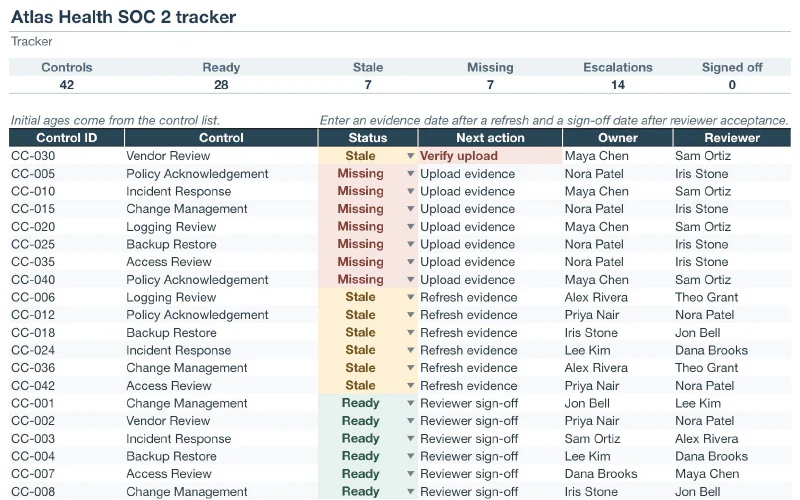 Atlas Health SOC 2 tracker
Tracker
Controls Ready Stale Missing Escalations Signed off
42 28 7 7 14 0
Initial ages come from the control list. Enter an evidence date after a refresh and a sign-off date after reviewer acceptance.
Control ID Control Status Next action Owner Reviewer
CC-030 Vendor Review Stale Verify upload Maya Chen Sam Ortiz
CC-005 Policy Acknowledgement Missing Upload evidence Nora Patel Iris Stone
CC-010 Incident Response Missing Upload evidence Maya Chen Sam Ortiz
CC-015 Change Management Missing Upload evidence Nora Patel Iris Stone
CC-020 Logging Review Missing Upload evidence Maya Chen Sam Ortiz
CC-025 Backup Restore Missing Upload evidence Nora Patel Iris Stone
CC-035 Access Review Missing Upload evidence Nora Patel Iris Stone
CC-040 Policy Acknowledgement Missing Upload evidence Maya Chen Sam Ortiz
CC-006 Logging Review Stale Refresh evidence Alex Rivera Theo Grant
CC-012 Policy Acknowledgement Stale Refresh evidence Priya Nair Nora Patel
CC-018 Backup Restore Stale Refresh evidence Iris Stone Jon Bell
CC-024 Incident Response Stale Refresh evidence Lee Kim Dana Brooks
CC-036 Change Management Stale Refresh evidence Alex Rivera Theo Grant
CC-042 Access Review Stale Refresh evidence Priya Nair Nora Patel
CC-001 Change Management Ready Reviewer sign-off Jon Bell Lee Kim
CC-002 Vendor Review Ready Reviewer sign-off Priya Nair Nora Patel
CC-003 Incident Response Ready Reviewer sign-off Sam Ortiz Alex Rivera
CC-004 Backup Restore Ready Reviewer sign-off Lee Kim Dana Brooks
CC-007 Access Review Ready Reviewer sign-off Dana Brooks Maya Chen
CC-008 Change Management Ready Reviewer sign-off Iris Stone Jon Bell